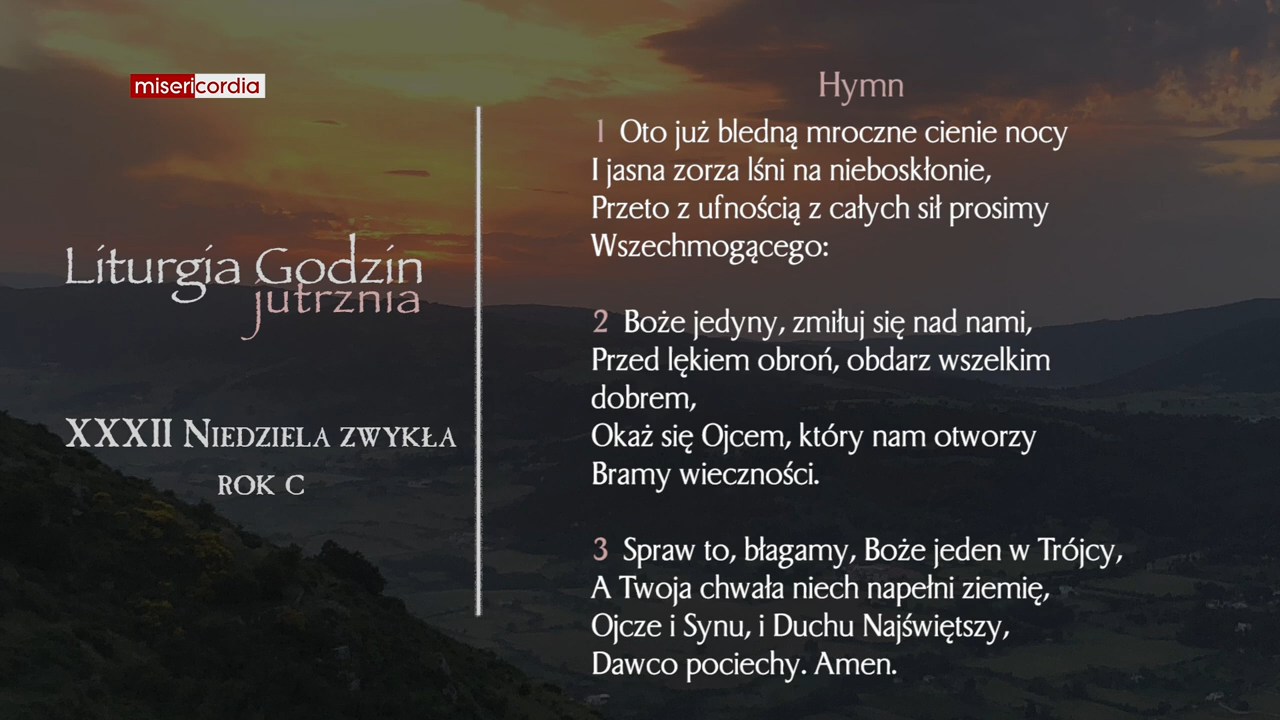 misericordia
Liturgia Godzin
jutrznia
XXXII Niedziela zwykła
rok C
Hymn
1 Oto już bledną mroczne cienie nocy
I jasna zorza lśni na nieboskłonie,
Przeto z ufnością z całych sił prosimy
Wszechmogącego:
2 Boże jedyny, zmiłuj się nad nami,
Przed lękiem obroń, obdarz wszelkim
dobrem,
Okaż się Ojcem, który nam otworzy
Bramy wieczności.
3 Spraw to, błagamy, Boże jeden w Trójcy,
A Twoja chwała niech napełni ziemię,
Ojcze i Synu, i Duchu Najświętszy,
Dawco pociechy. Amen.